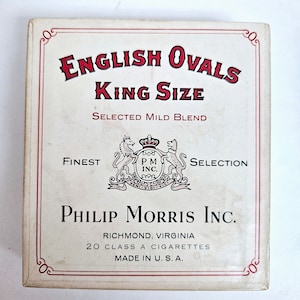 ENGLISH OVALS
KING SIZE
SELECTED MILD BLEND
FINEST
P M
INC.
SELECTION
PHILIP MORRIS INC.
RICHMOND, VIRGINIA
20 CLASS A CIGARETTES
MADE IN U.S.A.